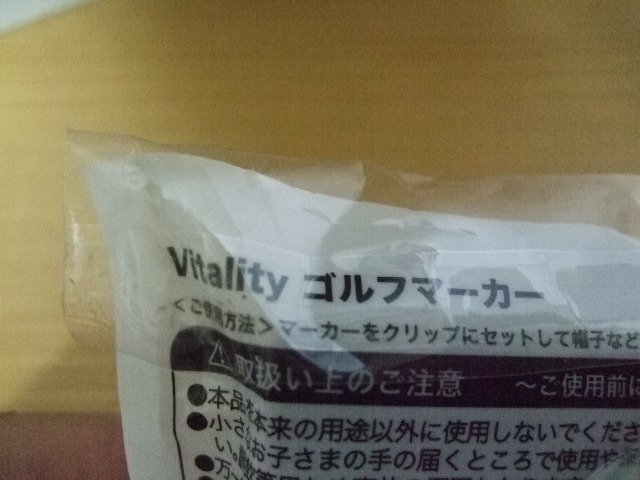 Vitality ゴルフマーカー
＜ご使用方法＞マーカーをクリップにセットして帽子など
⚠取扱い上のご注意 ～ご使用前に
●本品を本来の用途以外に使用しないでくださ
●小さなお子さまの手の届くところで使用や
い。
●万一